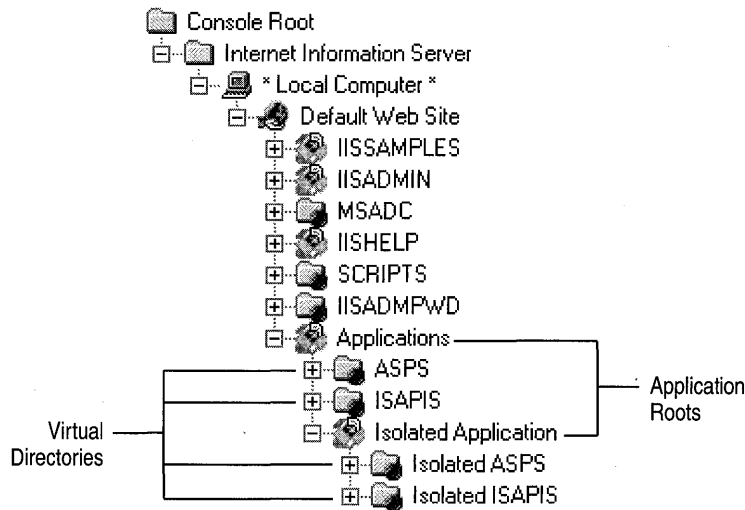 Console Root
Internet Information Server
* Local Computer *
Default Web Site
IISSAMPLES
IISADMIN
MSADC
IISHELP
SCRIPTS
IISADMPWD
Applications
ASPS
ISAPIS
Isolated Application
Isolated ASPS
Isolated ISAPIS
Virtual
Directories
Application
Roots